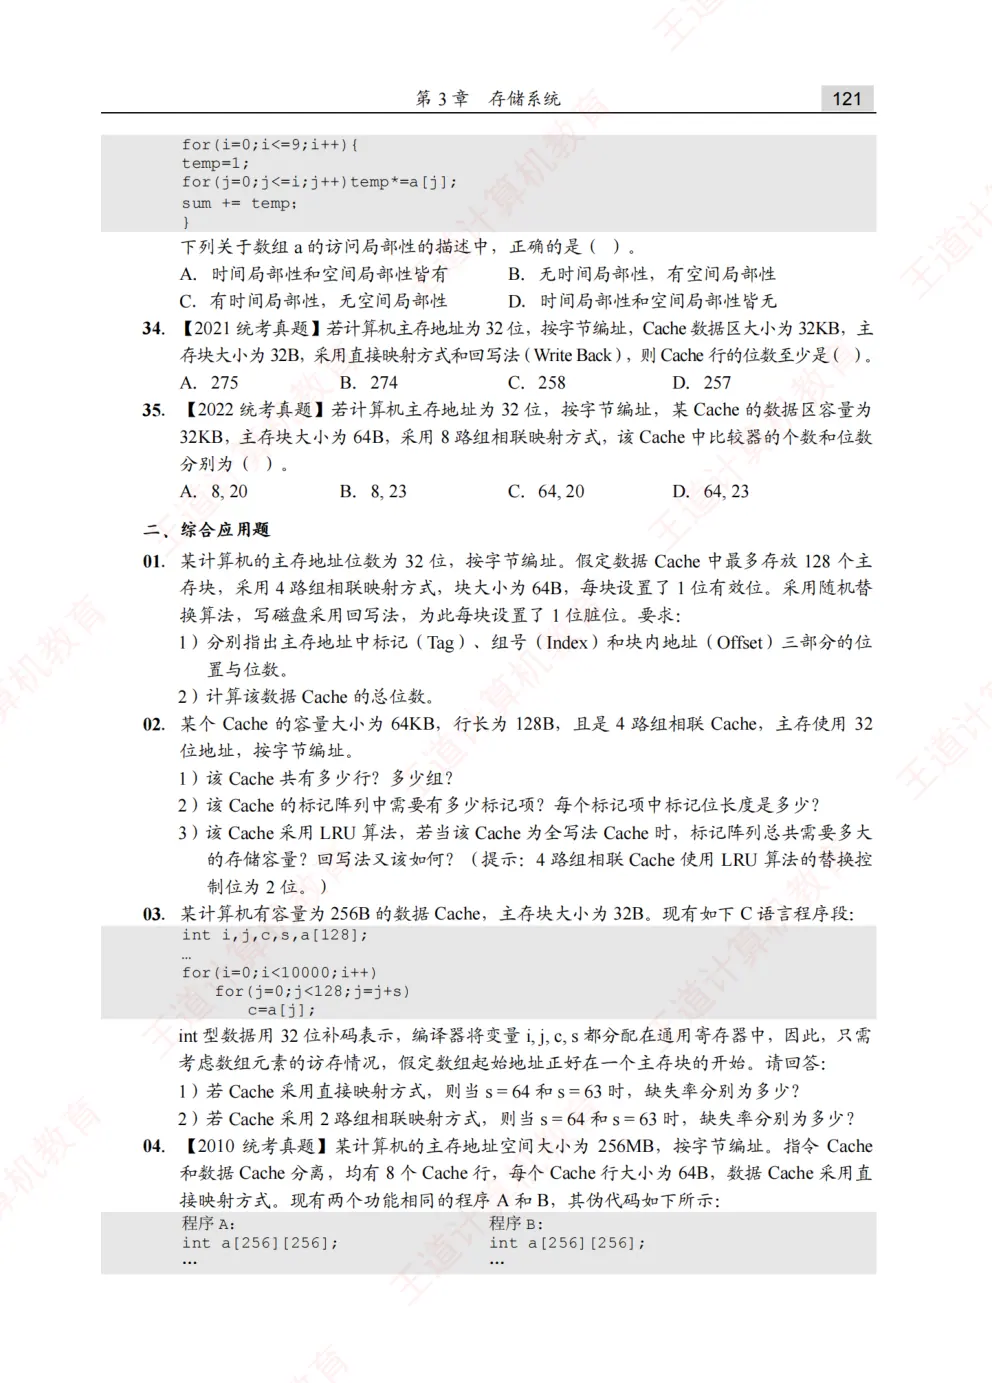 第 3 章 存储系统 121
for(i=0;i<=9;i++){
temp=1;
for(j=0;j<=i;j++)temp*=a[j];
sum += temp;
}
下列关于数组 a 的访问局部性的描述中，正确的是（ ）。
A. 时间局部性和空间局部性皆有 B. 无时间局部性，有空间局部性
C. 有时间局部性，无空间局部性 D. 时间局部性和空间局部性皆无
34. 【2021 统考真题】若计算机主存地址为 32 位，按字节编址，Cache 数据区大小为 32KB，主
存块大小为 32B，采用直接映射方式和回写法（Write Back），则 Cache 行的位数至少是（ ）。
A. 275 B. 274 C. 258 D. 257
35. 【2022 统考真题】若计算机主存地址为 32 位，按字节编址，某 Cache 的数据区容量为
32KB，主存块大小为 64B，采用 8 路组相联映射方式，该 Cache 中比较器的个数和位数
分别为（ ）。
A. 8, 20 B. 8, 23 C. 64, 20 D. 64, 23
二、综合应用题
01. 某计算机的主存地址位数为 32 位，按字节编址。假定数据 Cache 中最多存放 128 个主
存块，采用 4 路组相联映射方式，块大小为 64B，每块设置了 1 位有效位。采用随机替
换算法，写磁盘采用回写法，为此每块设置了 1 位脏位。要求：
1）分别指出主存地址中标记（Tag）、组号（Index）和块内地址（Offset）三部分的位
置与位数。
2）计算该数据 Cache 的总位数。
02. 某个 Cache 的容量大小为 64KB，行长为 128B，且是 4 路组相联 Cache，主存使用 32
位地址，按字节编址。
1）该 Cache 共有多少行？多少组？
2）该 Cache 的标记阵列中需要有多少标记项？每个标记项中标记位长度是多少？
3）该 Cache 采用 LRU 算法，若当该 Cache 为全写法 Cache 时，标记阵列总共需要多大
的存储容量？回写法又该如何？（提示：4 路组相联 Cache 使用 LRU 算法的替换控
制位为 2 位。）
03. 某计算机有容量为 256B 的数据 Cache，主存块大小为 32B。现有如下 C 语言程序段：
int i,j,c,s,a[128];
…
for(i=0;i<10000;i++)
for(j=0;j<128;j=j+s)
c=a[j];
int 型数据用 32 位补码表示，编译器将变量 i, j, c, s 都分配在通用寄存器中，因此，只需
考虑数组元素的访存情况，假定数组起始地址正好在一个主存块的开始。请回答：
1）若 Cache 采用直接映射方式，则当 s = 64 和 s = 63 时，缺失率分别为多少？
2）若 Cache 采用 2 路组相联映射方式，则当 s = 64 和 s = 63 时，缺失率分别为多少？
04. 【2010 统考真题】某计算机的主存地址空间大小为 256MB，按字节编址。指令 Cache
和数据 Cache 分离，均有 8 个 Cache 行，每个 Cache 行大小为 64B，数据 Cache 采用直
接映射方式。现有两个功能相同的程序 A 和 B，其伪代码如下所示：
程序 A: 程序 B:
int a[256][256]; int a[256][256];
… …